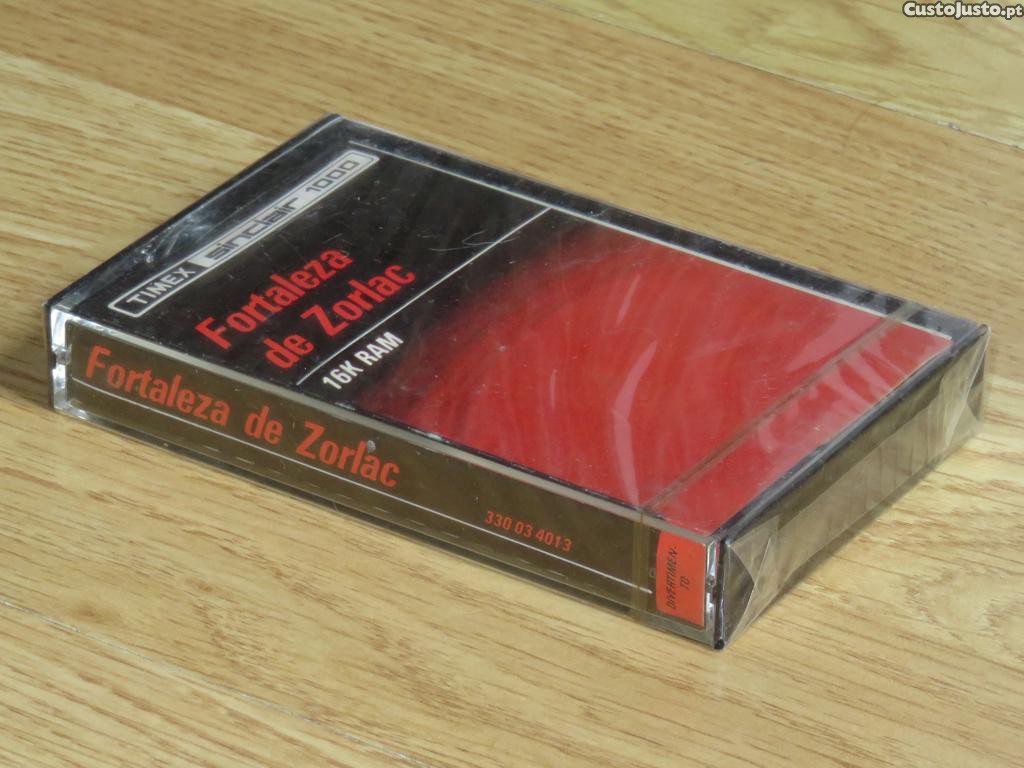 CustoJusto.pt
TIMEX sinclair 1000
Fortaleza
de Zorlac
16K RAM
Fortaleza de Zorlac
330 03 4013
DIVERTIMEN-
TO